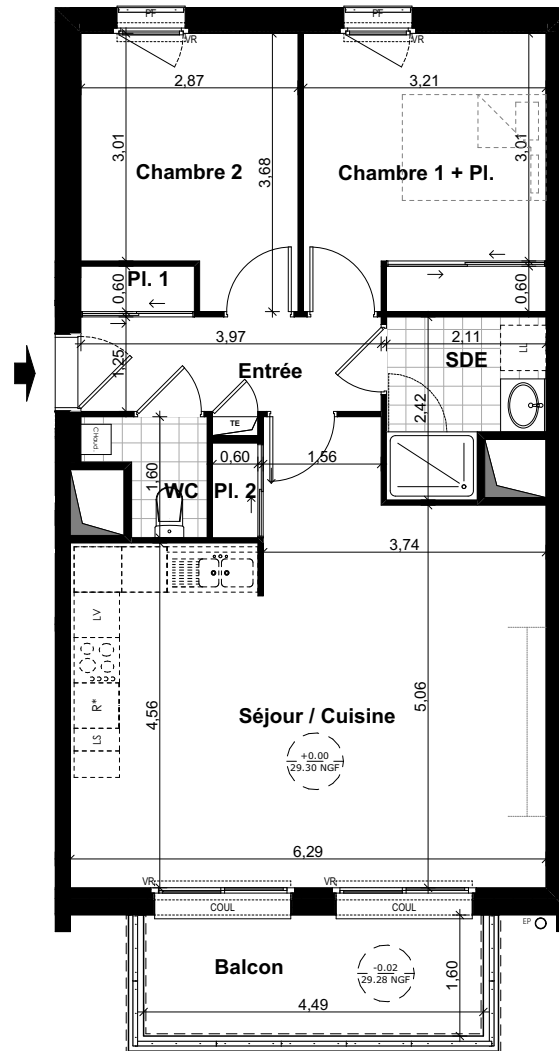 PF
PF
VR
VR
2,87
3,21
3,01
3,68
3,01
Chambre 2
Chambre 1 + Pl.
Pl. 1
0,60
0,60
3,97
2,11
1,25
SDE
LL
Entrée
2,42
TE
C.Haud
1,60
WC
0,60
Pl. 2
1,56
3,74
LV
R*
LS
4,56
5,06
Séjour / Cuisine
+0.00
29.30 NGF
6,29
VR
VR
COUL
COUL
EP
Balcon
-0.02
29.28 NGF
1,60
4,49